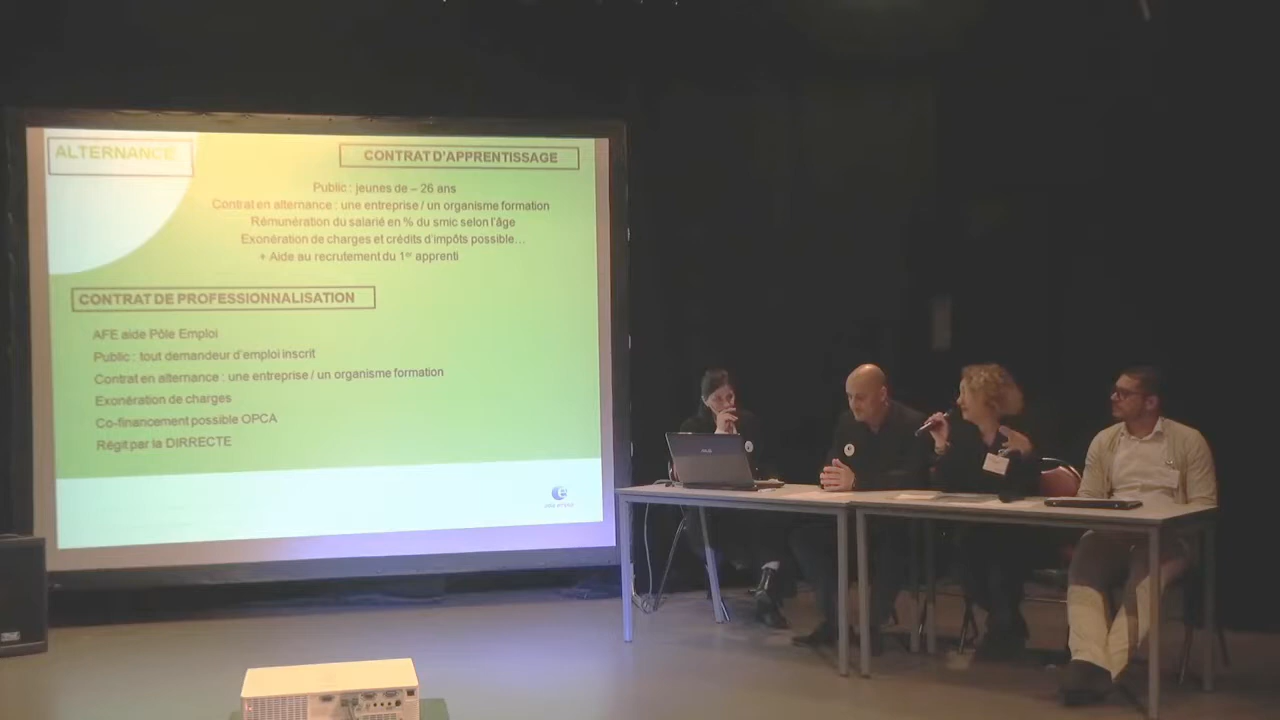 ALTERNANCE
CONTRAT D'APPRENTISSAGE
Public : jeunes de – 26 ans
Contrat en alternance : une entreprise / un organisme formation
Rémunération du salarié en % du smic selon l'âge
Exonération de charges et crédits d'impôts possible…
+ Aide au recrutement du 1er apprenti
CONTRAT DE PROFESSIONNALISATION
AFE aide Pôle Emploi
Public : tout demandeur d'emploi inscrit
Contrat en alternance : une entreprise / un organisme formation
Exonération de charges
Co-financement possible OPCA
Régit par la DIRRECTE